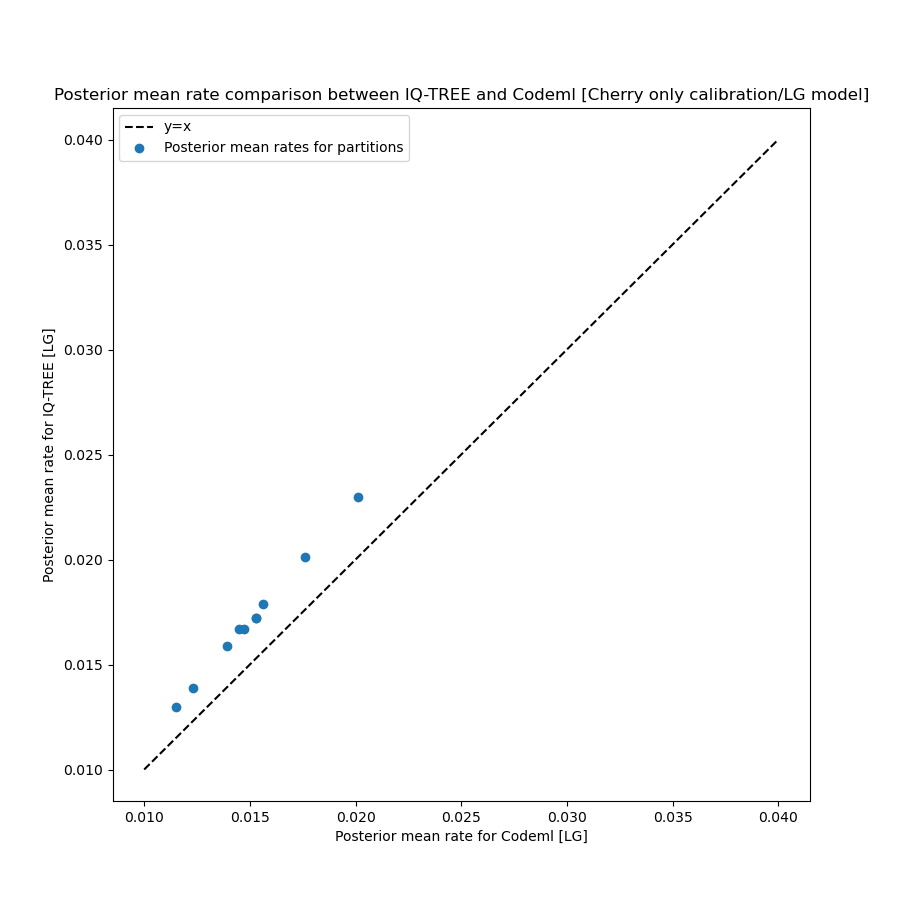 Posterior mean rate comparison between IQ-TREE and Codeml [Cherry only calibration/LG model]
y=x
Posterior mean rates for partitions
0.040
0.035
0.030
0.025
0.020
0.015
0.010
Posterior mean rate for IQ-TREE [LG]
0.010 0.015 0.020 0.025 0.030 0.035 0.040
Posterior mean rate for Codeml [LG]